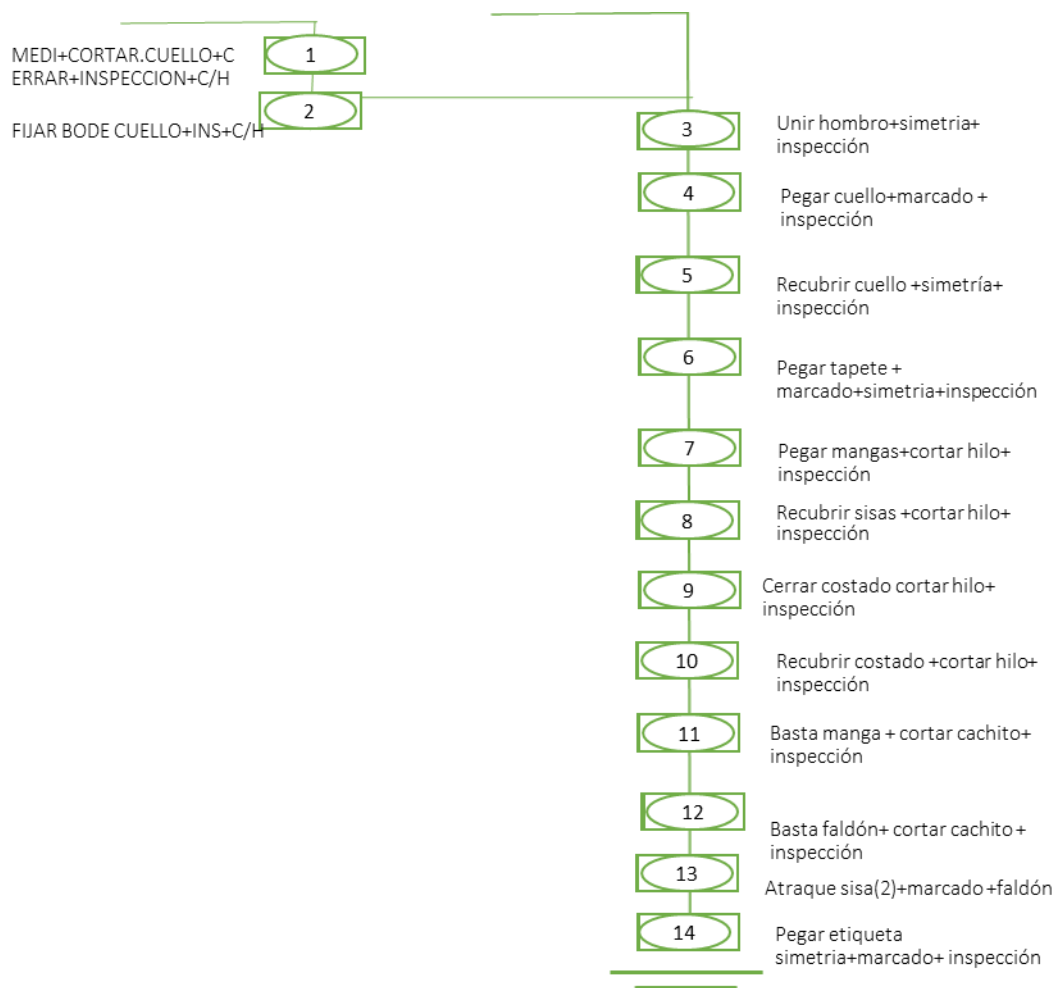 MEDI+CORTAR.CUELLO+C
ERRAR+INSPECCION+C/H
1
FIJAR BODE CUELLO+INS+C/H
2
3
Unir hombro+simetria+
inspección
4
Pegar cuello+marcado +
inspección
5
Recubrir cuello +simetría+
inspección
6
Pegar tapete +
marcado+simetria+inspección
7
Pegar mangas+cortar hilo+
inspección
8
Recubrir sisas +cortar hilo+
inspección
9
Cerrar costado cortar hilo+
inspección
10
Recubrir costado +cortar hilo+
inspección
11
Basta manga + cortar cachito+
inspección
12
Basta faldón+ cortar cachito +
inspección
13
Atraque sisa(2)+marcado +faldón
14
Pegar etiqueta
simetria+marcado+ inspección